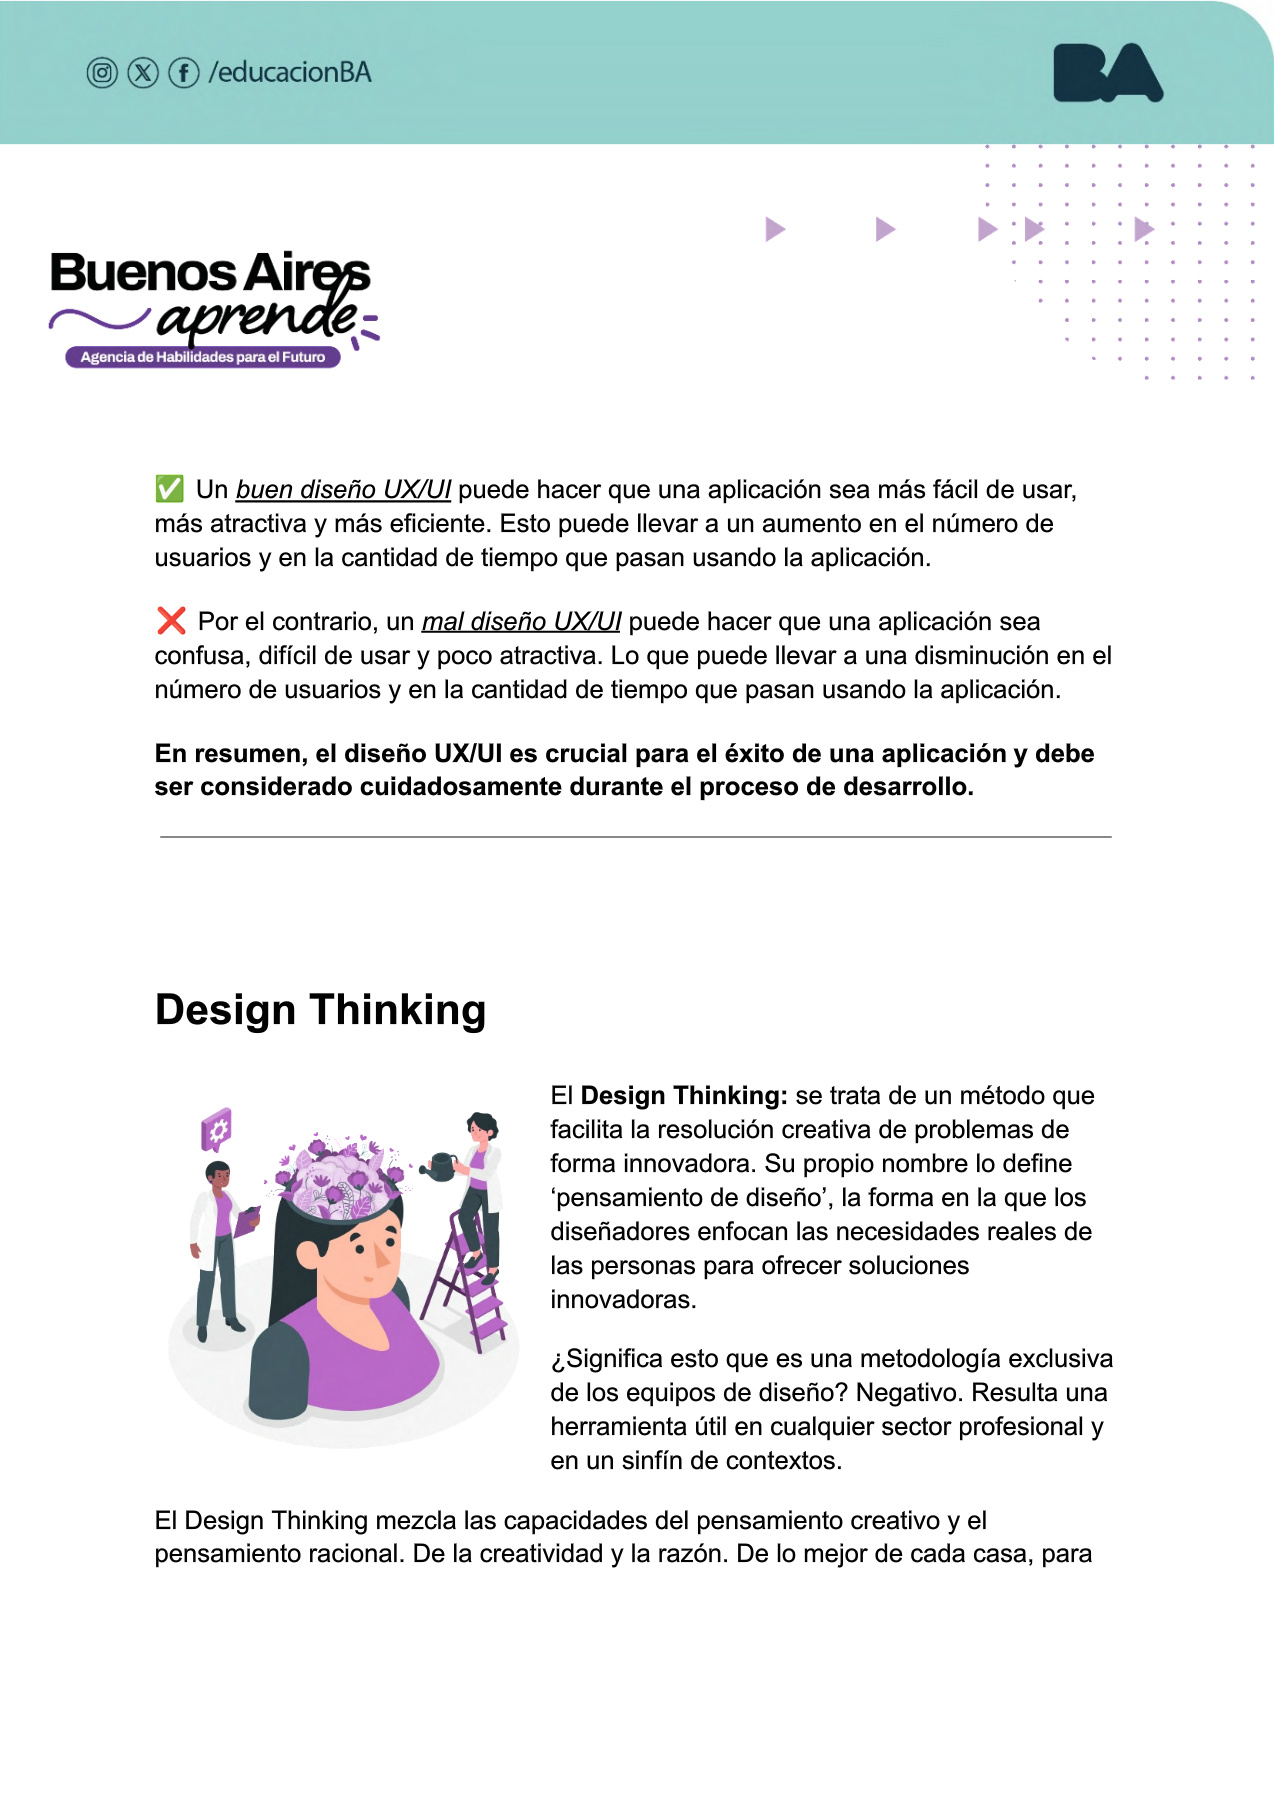 /educacionBA
BA
Buenos Aires
aprende
Agencia de Habilidades para el Futuro
✅ Un buen diseño UX/UI puede hacer que una aplicación sea más fácil de usar,
más atractiva y más eficiente. Esto puede llevar a un aumento en el número de
usuarios y en la cantidad de tiempo que pasan usando la aplicación.
❌ Por el contrario, un mal diseño UX/UI puede hacer que una aplicación sea
confusa, difícil de usar y poco atractiva. Lo que puede llevar a una disminución en el
número de usuarios y en la cantidad de tiempo que pasan usando la aplicación.
En resumen, el diseño UX/UI es crucial para el éxito de una aplicación y debe
ser considerado cuidadosamente durante el proceso de desarrollo.
Design Thinking
El Design Thinking: se trata de un método que
facilita la resolución creativa de problemas de
forma innovadora. Su propio nombre lo define
‘pensamiento de diseño’, la forma en la que los
diseñadores enfocan las necesidades reales de
las personas para ofrecer soluciones
innovadoras.
¿Significa esto que es una metodología exclusiva
de los equipos de diseño? Negativo. Resulta una
herramienta útil en cualquier sector profesional y
en un sinfín de contextos.
El Design Thinking mezcla las capacidades del pensamiento creativo y el
pensamiento racional. De la creatividad y la razón. De lo mejor de cada casa, para